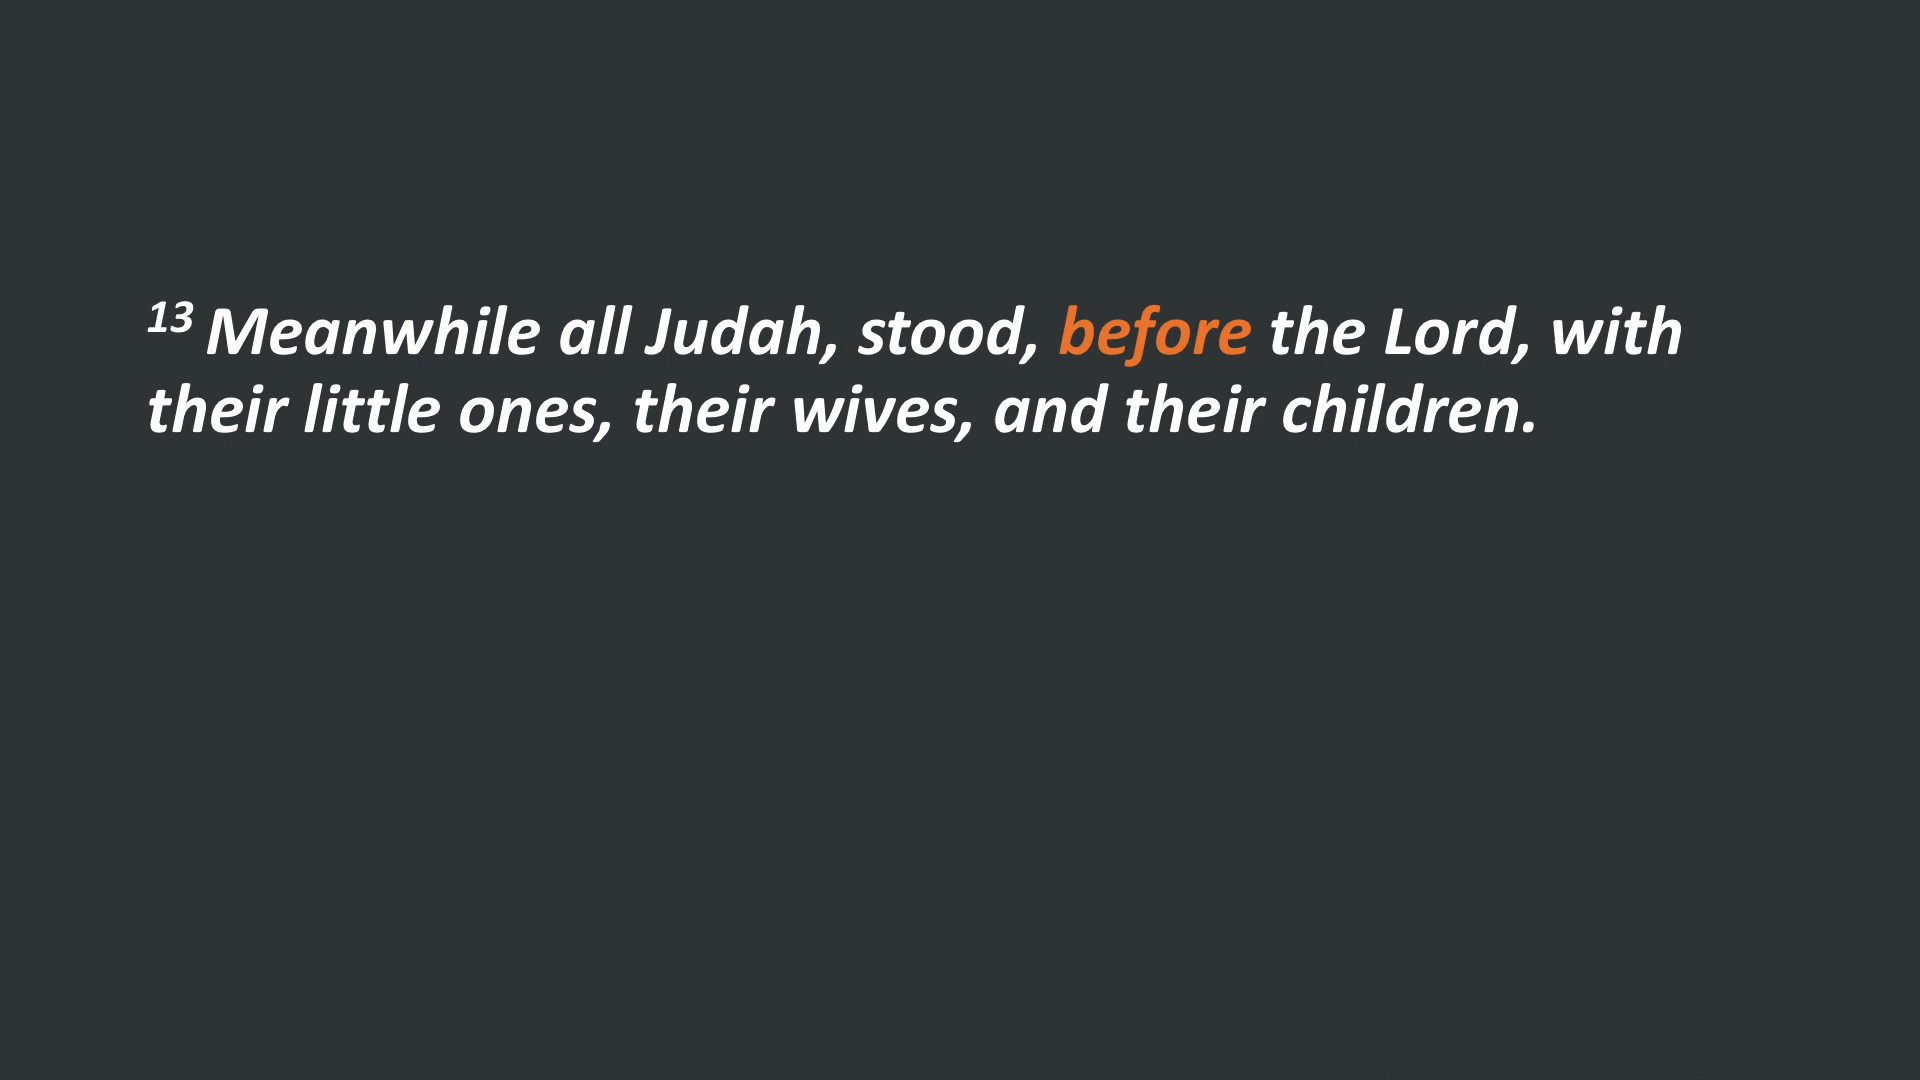 13 Meanwhile all Judah, stood, before the Lord, with
their little ones, their wives, and their children.